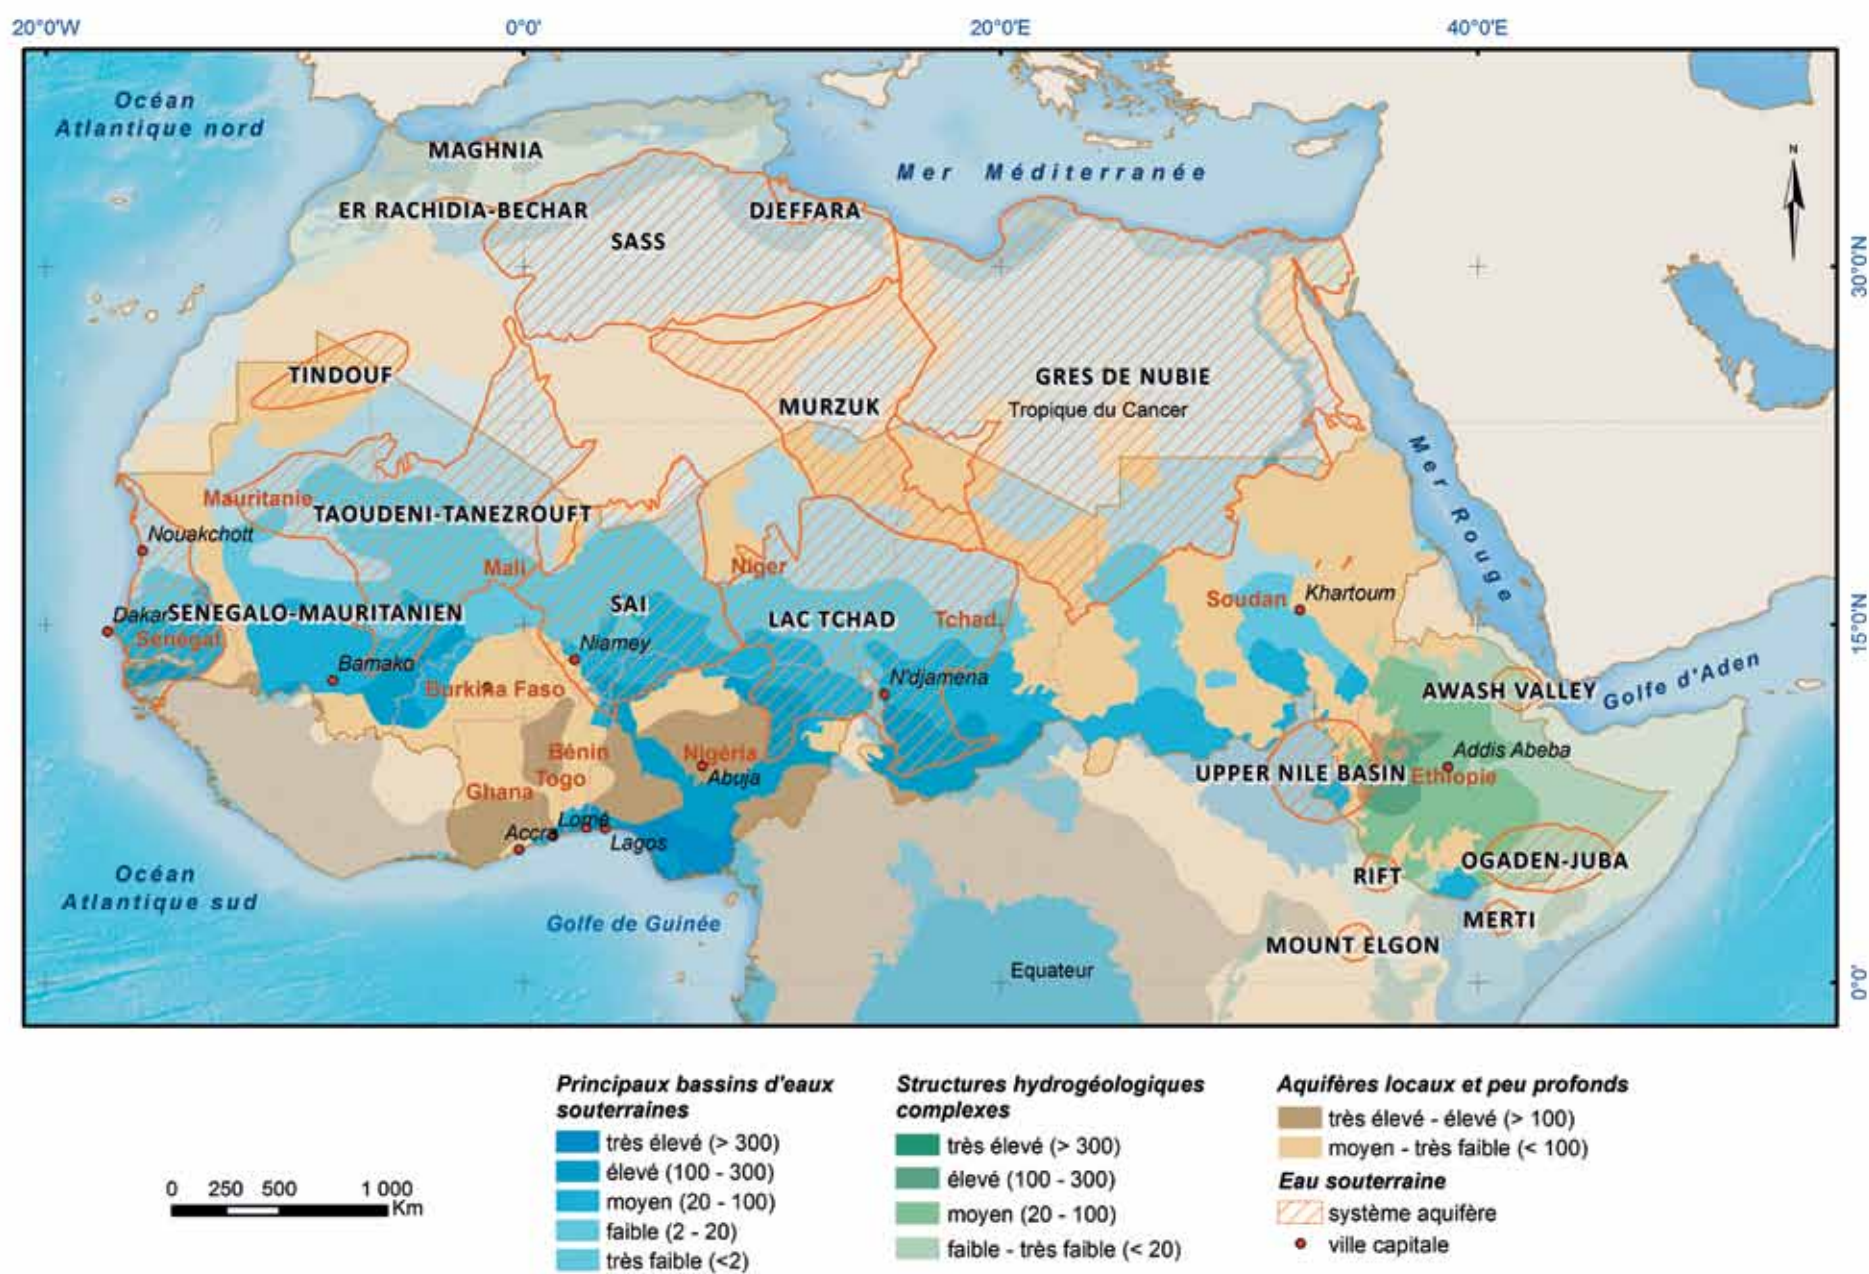 20°0'W 0°0' 20°0'E 40°0'E
Océan
Atlantique nord
MAGHNIA
N
Mer Méditerranée
ER RACHIDIA-BECHAR
DJEFFARA
SASS
30°0'N
TINDOUF
GRES DE NUBIE
MURZUK
Tropique du Cancer
Mer Rouge
Mauritanie
TAOUDENI-TANEZROUFT
Nouakchott
Mali
Niger
Khartoum
Soudan
SAI
Dakar
SENEGALO-MAURITANIEN
LAC TCHAD
Tchad
15°0'N
Sénégal
Niamey
Bamako
N'djamena
Burkina Faso
AWASH VALLEY
Golfe d'Aden
Bénin
Nigéria
Addis Abeba
Togo
Abuja
UPPER NILE BASIN
Ethiopie
Ghana
Lomé
Accra
Lagos
OGADEN-JUBA
Océan
Atlantique sud
RIFT
Golfe de Guinée
MERTI
MOUNT ELGON
Equateur
0°0'
Principaux bassins d'eaux
souterraines
très élevé (> 300)
élevé (100 - 300)
moyen (20 - 100)
faible (2 - 20)
très faible (<2)
Structures hydrogéologiques
complexes
très élevé (> 300)
élevé (100 - 300)
moyen (20 - 100)
faible - très faible (< 20)
Aquifères locaux et peu profonds
très élevé - élevé (> 100)
moyen - très faible (< 100)
Eau souterraine
système aquifère
ville capitale
0 250 500 1 000
Km